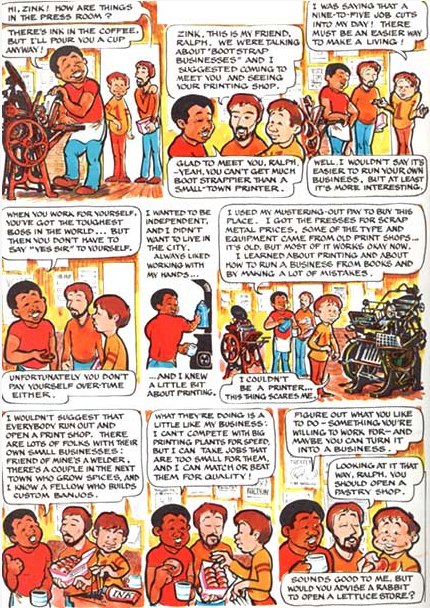 HI, ZINK! HOW ARE THINGS
IN THE PRESS ROOM?
THERE'S INK IN THE COFFEE,
BUT I'LL POUR YOU A CUP
ANYWAY!
ZINK, THIS IS MY FRIEND,
RALPH. WE WERE TALKING
ABOUT "BOOTSTRAP
BUSINESSES" AND I
SUGGESTED COMING TO
MEET YOU AND SEEING
YOUR PRINTING SHOP.
GLAD TO MEET YOU, RALPH.
-YEAH, YOU CAN'T GET MUCH
BOOT STRAPPIER THAN A
SMALL-TOWN PRINTER.
I WAS SAYING THAT A
NINE-TO-FIVE JOB CUTS
INTO MY DAY! THERE
MUST BE AN EASIER WAY
TO MAKE A LIVING!
WELL, I WOULDN'T SAY IT'S
EASIER TO RUN YOUR OWN
BUSINESS, BUT AT LEAST
IT'S MORE INTERESTING.
WHEN YOU WORK FOR YOURSELF,
YOU'VE GOT THE TOUGHEST
BOSS IN THE WORLD... BUT
THEN YOU DON'T HAVE TO
SAY "YES SIR" TO YOURSELF.
UNFORTUNATELY YOU DON'T
PAY YOURSELF OVER-TIME
EITHER.
I WANTED TO BE
INDEPENDENT,
AND I DIDN'T
WANT TO LIVE IN
THE CITY.
ALWAYS LIKED
WORKING WITH
MY HANDS...
...AND I KNEW
A LITTLE BIT
ABOUT PRINTING.
I USED MY MUSTERING-OUT PAY TO BUY THIS
PLACE. I GOT THE PRESSES FOR SCRAP
METAL PRICES, SOME OF THE TYPE AND
EQUIPMENT CAME FROM OLD PRINT SHOPS...
IT'S OLD, BUT MOST OF IT WORKS OKAY NOW.
I LEARNED ABOUT PRINTING AND ABOUT
HOW TO RUN A BUSINESS FROM BOOKS AND
BY MAKING A LOT OF MISTAKES.
I COULDN'T
BE A PRINTER...
THIS THING SCARES ME.
I WOULDN'T SUGGEST THAT
EVERYBODY RUN OUT AND
OPEN A PRINT SHOP. THERE
ARE LOTS OF FOLKS WITH THEIR
OWN SMALL BUSINESSES:
FRIEND OF MINE'S A WELDER,
THERE'S A COUPLE IN THE NEXT
TOWN WHO GROW SPICES, AND
I KNOW A FELLOW WHO BUILDS
CUSTOM BANJOS.
INK
WHAT THEY'RE DOING IS A
LITTLE LIKE MY BUSINESS:
I CAN'T COMPETE WITH BIG
PRINTING PLANTS FOR SPEED,
BUT I CAN TAKE JOBS THAT
ARE TOO SMALL FOR THEM,
AND I CAN MATCH OR BEAT
THEM FOR QUALITY!
FIGURE OUT WHAT YOU LIKE
TO DO - SOMETHING YOU'RE
WILLING TO WORK FOR - AND
MAYBE YOU CAN TURN IT
INTO A BUSINESS.
LOOKING AT IT THAT
WAY, RALPH, YOU
SHOULD OPEN A
PASTRY SHOP.
SOUNDS GOOD TO ME, BUT
WOULD YOU ADVISE A RABBIT
TO OPEN A LETTUCE STORE?